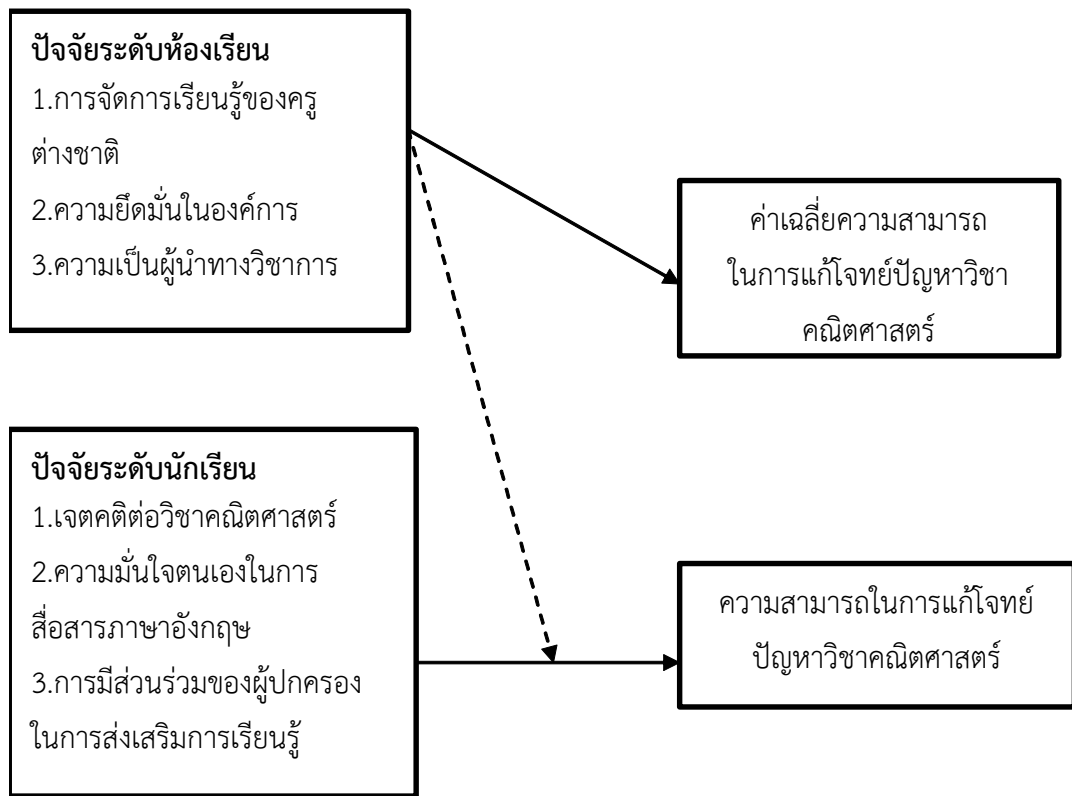 ปัจจัยระดับห้องเรียน
1.การจัดการเรียนรู้ของครู
ต่างชาติ
2.ความยึดมั่นในองค์การ
3.ความเป็นผู้นำทางวิชาการ
ค่าเฉลี่ยความสามารถ
ในการแก้โจทย์ปัญหาวิชา
คณิตศาสตร์
ปัจจัยระดับนักเรียน
1.เจตคติต่อวิชาคณิตศาสตร์
2.ความมั่นใจตนเองในการ
สื่อสารภาษาอังกฤษ
3.การมีส่วนร่วมของผู้ปกครอง
ในการส่งเสริมการเรียนรู้
ความสามารถในการแก้โจทย์
ปัญหาวิชาคณิตศาสตร์